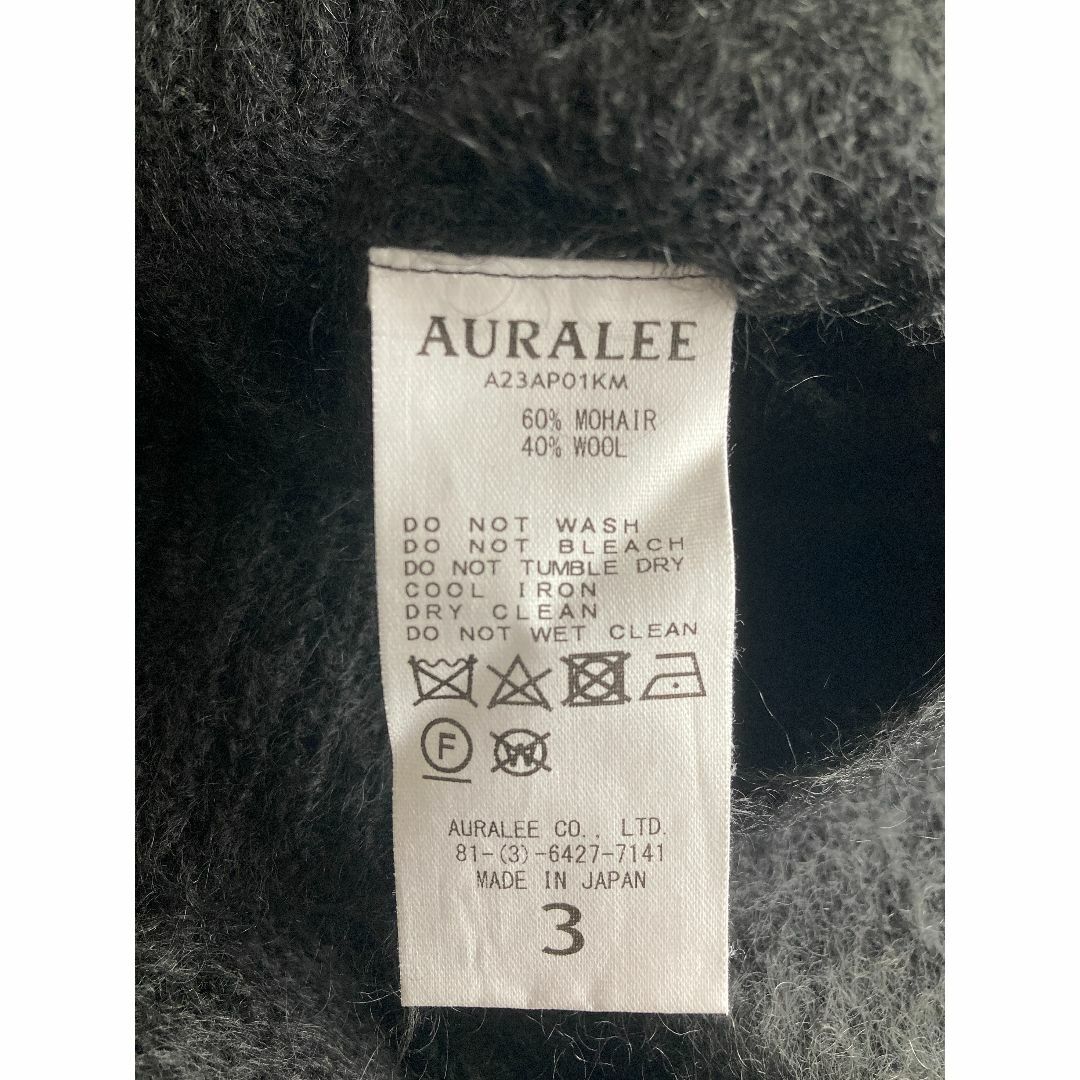 AURALEE
A23AP01KM
60% MOHAIR
40% WOOL
DO NOT WASH
DO NOT BLEACH
DO NOT TUMBLE DRY
COOL IRON
DRY CLEAN
DO NOT WET CLEAN
F W
AURALEE CO., LTD.
81-(3)-6427-7141
MADE IN JAPAN
3